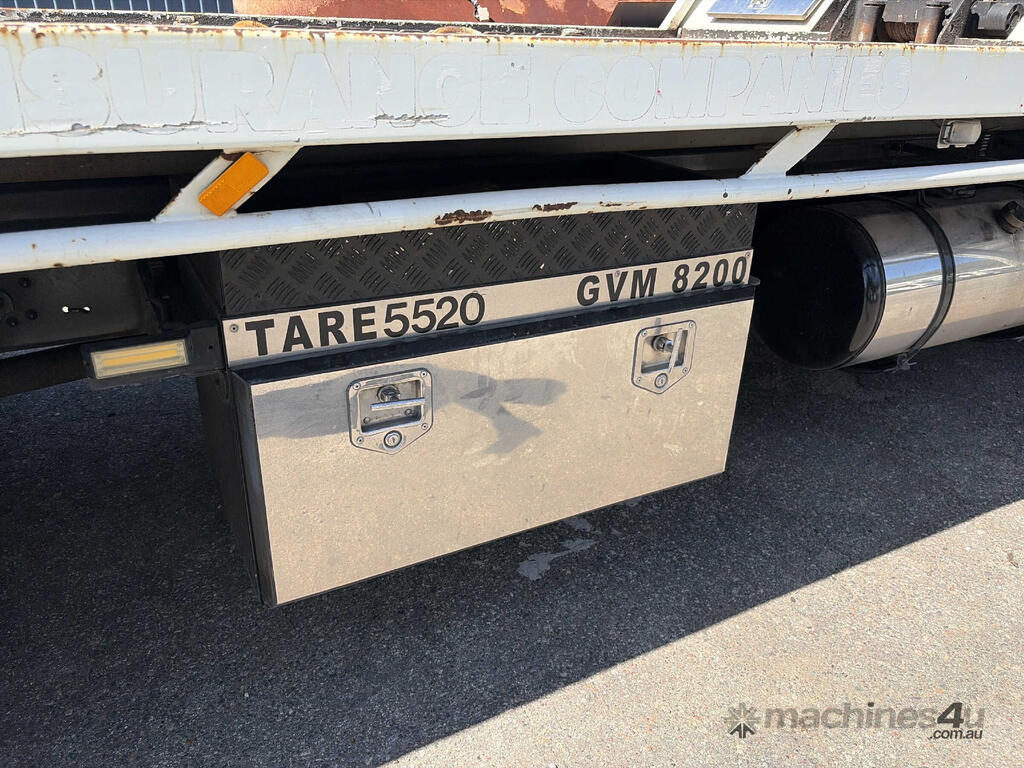 SURANCE COMPANIES
TARE5520
GVM 8200
machines4u
.com.au